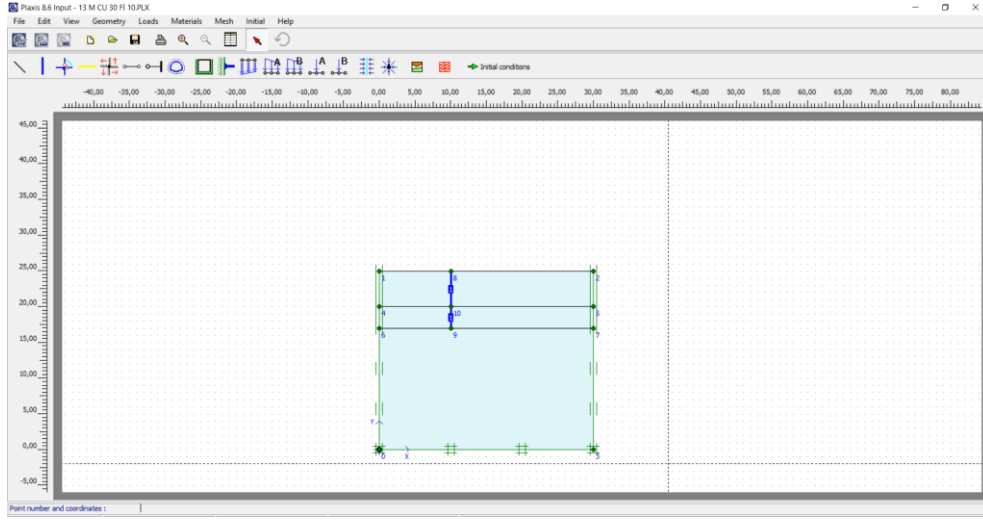 Plaxis 8.6 Input - 13 M CU 30 Fl 10.PLX
File Edit View Geometry Loads Materials Mesh Initial Help
A B A B Initial conditions
-40,00 -35,00 -30,00 -25,00 -20,00 -15,00 -10,00 -5,00 0,00 5,00 10,00 15,00 20,00 25,00 30,00 35,00 40,00 45,00 50,00 55,00 60,00 65,00 70,00 75,00 80,00
45,00
40,00
35,00
30,00
25,00
1 8 2
20,00
4 10 5
15,00
6 9 7
10,00
5,00
Y
0,00
0 X 3
-5,00
Point number and coordinates :